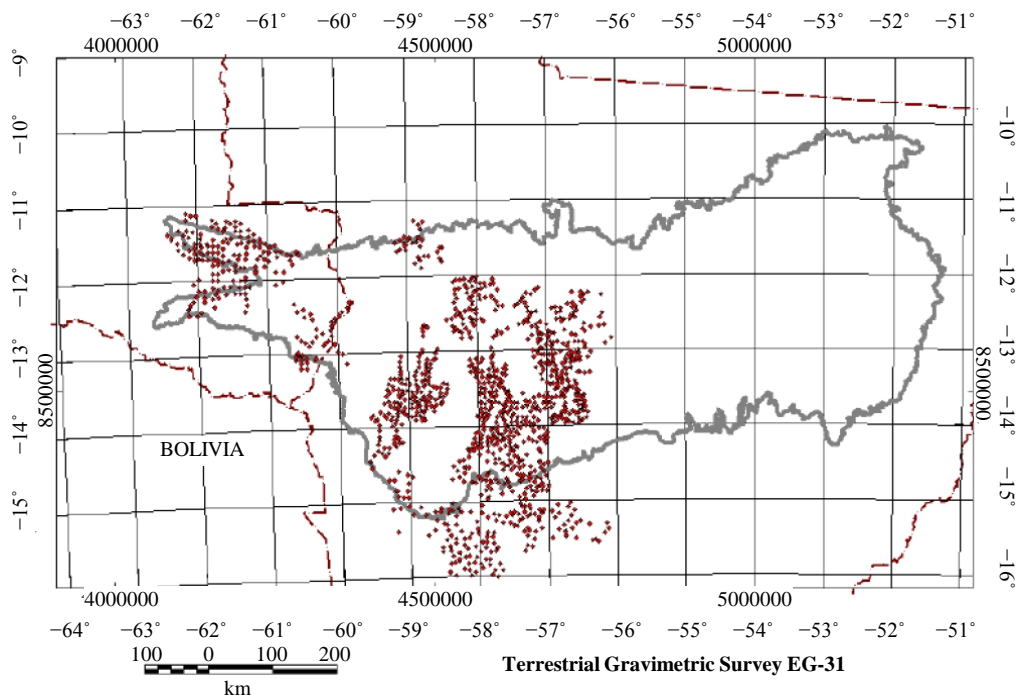 −63° −62° −61° −60° −59° −58° −57° −56° −55° −54° −53° −52° −51°
4000000 4500000 5000000
−9°
−10° −10°
−11° −11°
−12° −12°
−13° −13°
8500000 8500000
−14° −14°
BOLIVIA
−15° −15°
−16°
4000000 4500000 5000000
−64° −63° −62° −61° −60° −59° −58° −57° −56° −55° −54° −53° −52° −51°
100 0 100 200
km
Terrestrial Gravimetric Survey EG-31